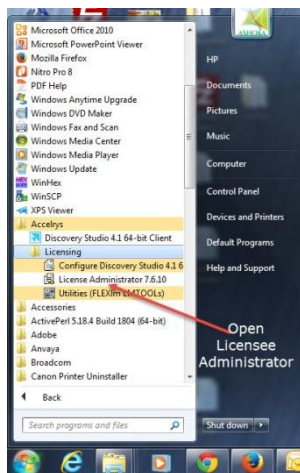 Microsoft Office 2010
Microsoft PowerPoint Viewer
Mozilla Firefox
Nitro Pro 8
PDF Help
Windows Anytime Upgrade
Windows DVD Maker
Windows Fax and Scan
Windows Media Center
Windows Media Player
Windows Update
WinHex
WinSCP
XPS Viewer
Accelrys
Discovery Studio 4.1 64-bit Client
Licensing
Configure Discovery Studio 4.1 6
License Administrator 7.6.10
Utilities (FLEXlm LMTOOLs)
Accessories
ActivePerl 5.18.4 Build 1804 (64-bit)
Adobe
Anvaya
Broadcom
Canon Printer Uninstaller
Back
Search programs and files
HP
Documents
Pictures
Music
Computer
Control Panel
Devices and Printers
Default Programs
Help and Support
Open
Licensee
Administrator
Shut down